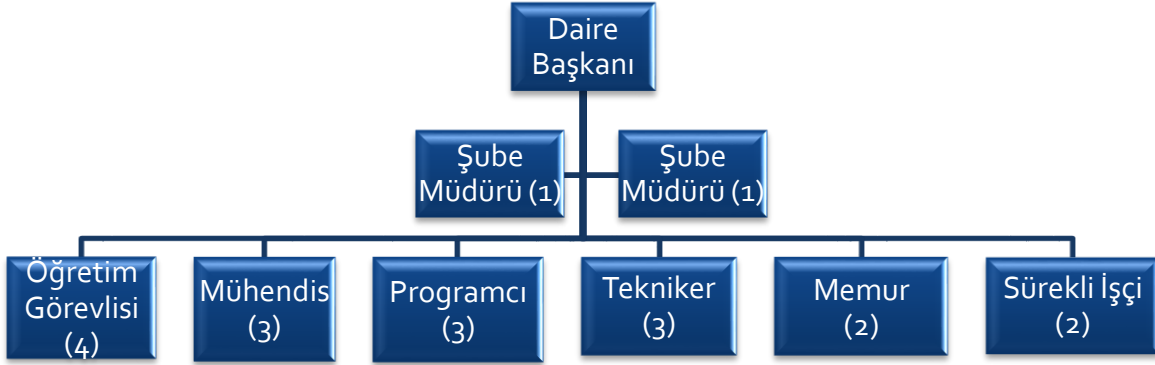 Daire
Başkanı
Şube
Müdürü (1)
Şube
Müdürü (1)
Öğretim
Görevlisi
(4)
Mühendis
(3)
Programcı
(3)
Tekniker
(3)
Memur
(2)
Sürekli İşçi
(2)